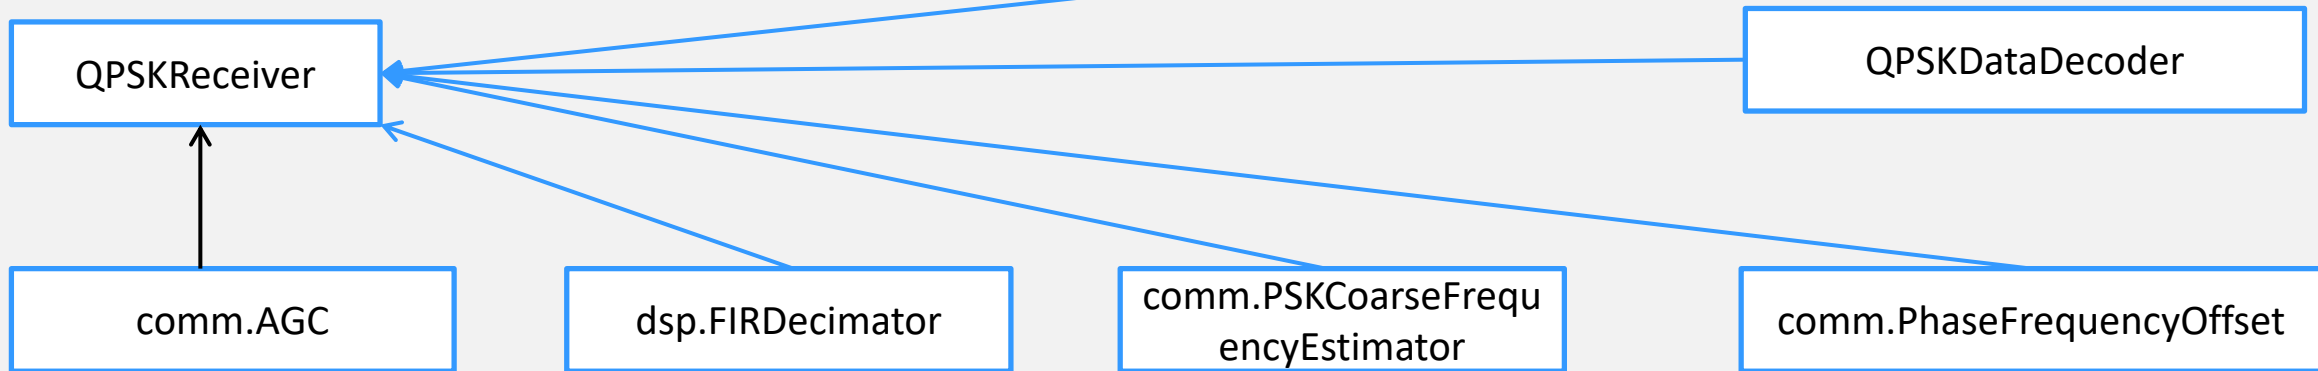 QPSKReceiver
QPSKDataDecoder
comm.AGC
dsp.FIRDecimator
comm.PSKCoarseFrequ
encyEstimator
comm.PhaseFrequencyOffset